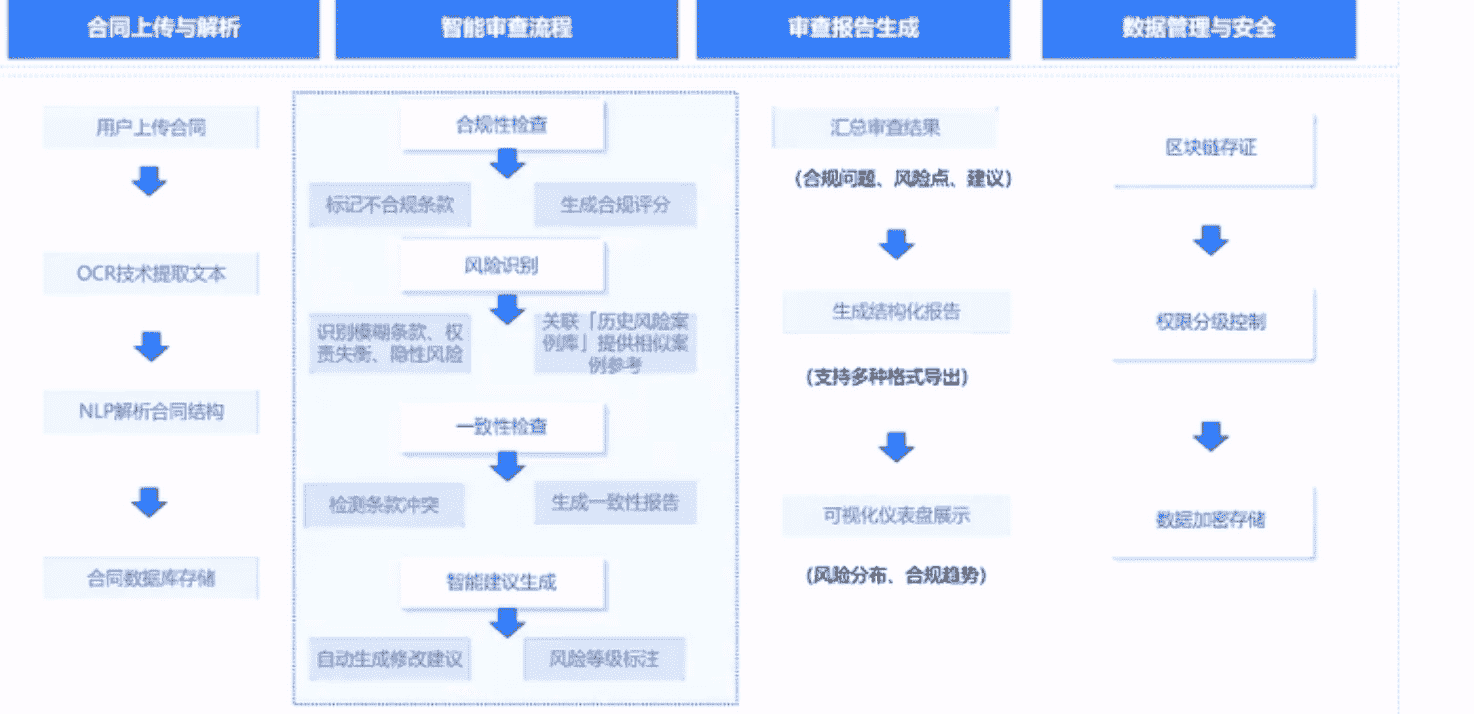 合同上传与解析
智能审查流程
审查报告生成
数据管理与安全
用户上传合同
OCR技术提取文本
NLP解析合同结构
合同数据库存储
合规性检查
标记不合规条款
生成合规评分
风险识别
识别模糊条款、权
责失衡、隐性风险
关联「历史风险案
例库」提供相似案
例参考
一致性检查
检测条款冲突
生成一致性报告
智能建议生成
自动生成修改建议
风险等级标注
汇总审查结果
(合规问题、风险点、建议)
生成结构化报告
(支持多种格式导出)
可视化仪表盘展示
(风险分布、合规趋势)
区块链存证
权限分级控制
数据加密存储